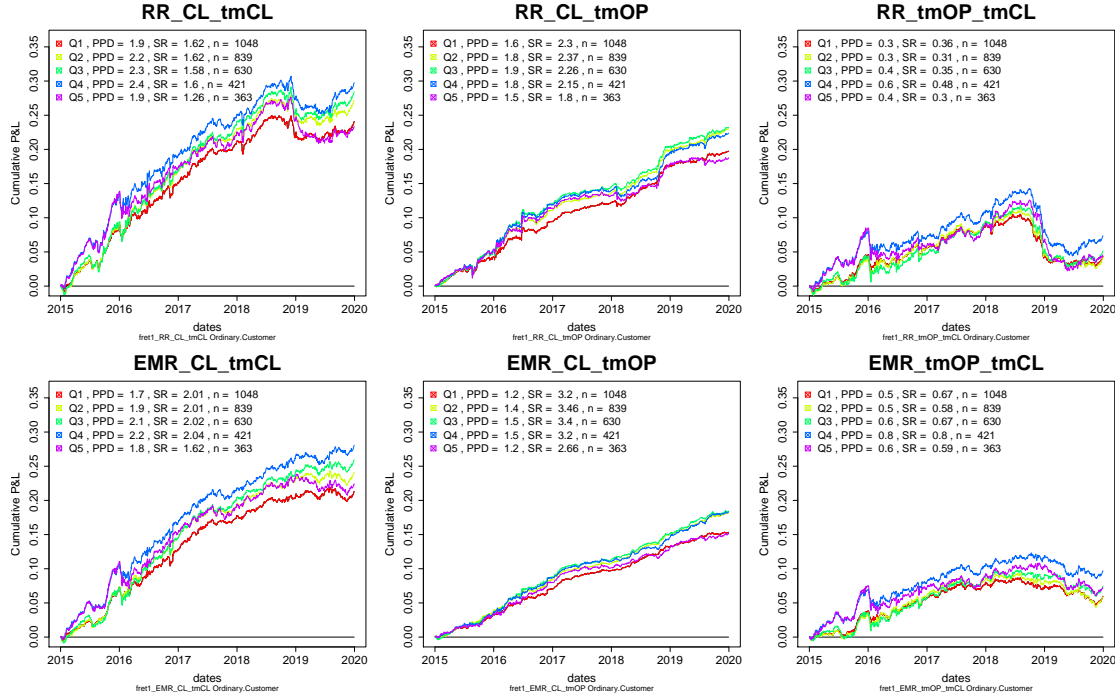 RR_CL_tmCL
Q1 , PPD = 1.9 , SR = 1.62 , n = 1048
Q2 , PPD = 2.2 , SR = 1.62 , n = 839
Q3 , PPD = 2.3 , SR = 1.58 , n = 630
Q4 , PPD = 2.4 , SR = 1.6 , n = 421
Q5 , PPD = 1.9 , SR = 1.26 , n = 363
Cumulative P&L
0.35
0.30
0.25
0.20
0.15
0.10
0.05
0.00
2015 2016 2017 2018 2019 2020
dates
fret1_RR_CL_tmCL Ordinary.Customer
RR_CL_tmOP
Q1 , PPD = 1.6 , SR = 2.3 , n = 1048
Q2 , PPD = 1.8 , SR = 2.37 , n = 839
Q3 , PPD = 1.9 , SR = 2.26 , n = 630
Q4 , PPD = 1.8 , SR = 2.15 , n = 421
Q5 , PPD = 1.5 , SR = 1.8 , n = 363
Cumulative P&L
0.35
0.30
0.25
0.20
0.15
0.10
0.05
0.00
2015 2016 2017 2018 2019 2020
dates
fret1_RR_CL_tmOP Ordinary.Customer
RR_tmOP_tmCL
Q1 , PPD = 0.3 , SR = 0.36 , n = 1048
Q2 , PPD = 0.3 , SR = 0.31 , n = 839
Q3 , PPD = 0.4 , SR = 0.35 , n = 630
Q4 , PPD = 0.6 , SR = 0.48 , n = 421
Q5 , PPD = 0.4 , SR = 0.3 , n = 363
Cumulative P&L
0.35
0.30
0.25
0.20
0.15
0.10
0.05
0.00
2015 2016 2017 2018 2019 2020
dates
fret1_RR_tmOP_tmCL Ordinary.Customer
EMR_CL_tmCL
Q1 , PPD = 1.7 , SR = 2.01 , n = 1048
Q2 , PPD = 1.9 , SR = 2.01 , n = 839
Q3 , PPD = 2.1 , SR = 2.02 , n = 630
Q4 , PPD = 2.2 , SR = 2.04 , n = 421
Q5 , PPD = 1.8 , SR = 1.62 , n = 363
Cumulative P&L
0.35
0.30
0.25
0.20
0.15
0.10
0.05
0.00
2015 2016 2017 2018 2019 2020
dates
fret1_EMR_CL_tmCL Ordinary.Customer
EMR_CL_tmOP
Q1 , PPD = 1.2 , SR = 3.2 , n = 1048
Q2 , PPD = 1.4 , SR = 3.46 , n = 839
Q3 , PPD = 1.5 , SR = 3.4 , n = 630
Q4 , PPD = 1.5 , SR = 3.2 , n = 421
Q5 , PPD = 1.2 , SR = 2.66 , n = 363
Cumulative P&L
0.35
0.30
0.25
0.20
0.15
0.10
0.05
0.00
2015 2016 2017 2018 2019 2020
dates
fret1_EMR_CL_tmOP Ordinary.Customer
EMR_tmOP_tmCL
Q1 , PPD = 0.5 , SR = 0.67 , n = 1048
Q2 , PPD = 0.5 , SR = 0.58 , n = 839
Q3 , PPD = 0.6 , SR = 0.67 , n = 630
Q4 , PPD = 0.8 , SR = 0.8 , n = 421
Q5 , PPD = 0.6 , SR = 0.59 , n = 363
Cumulative P&L
0.35
0.30
0.25
0.20
0.15
0.10
0.05
0.00
2015 2016 2017 2018 2019 2020
dates
fret1_EMR_tmOP_tmCL Ordinary.Customer